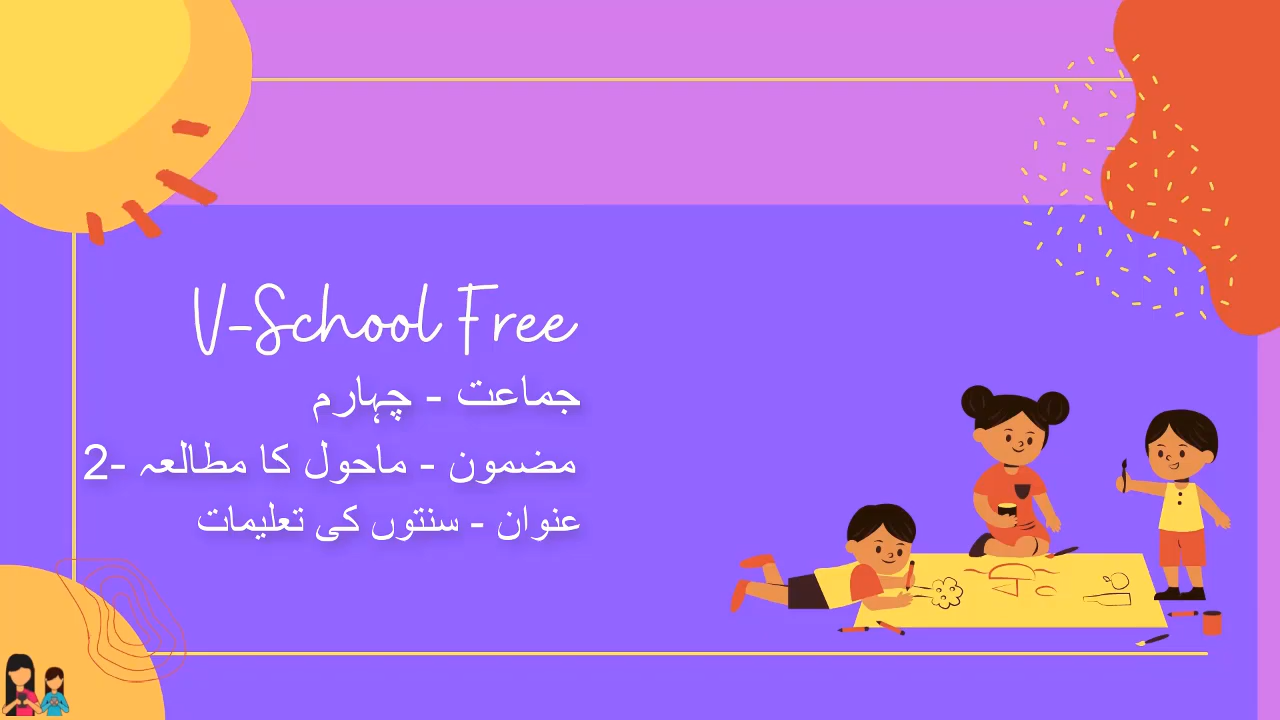 V-School Free
جماعت - چہارم
مضمون - ماحول کا مطالعہ -2
عنوان - سنتوں کی تعلیمات